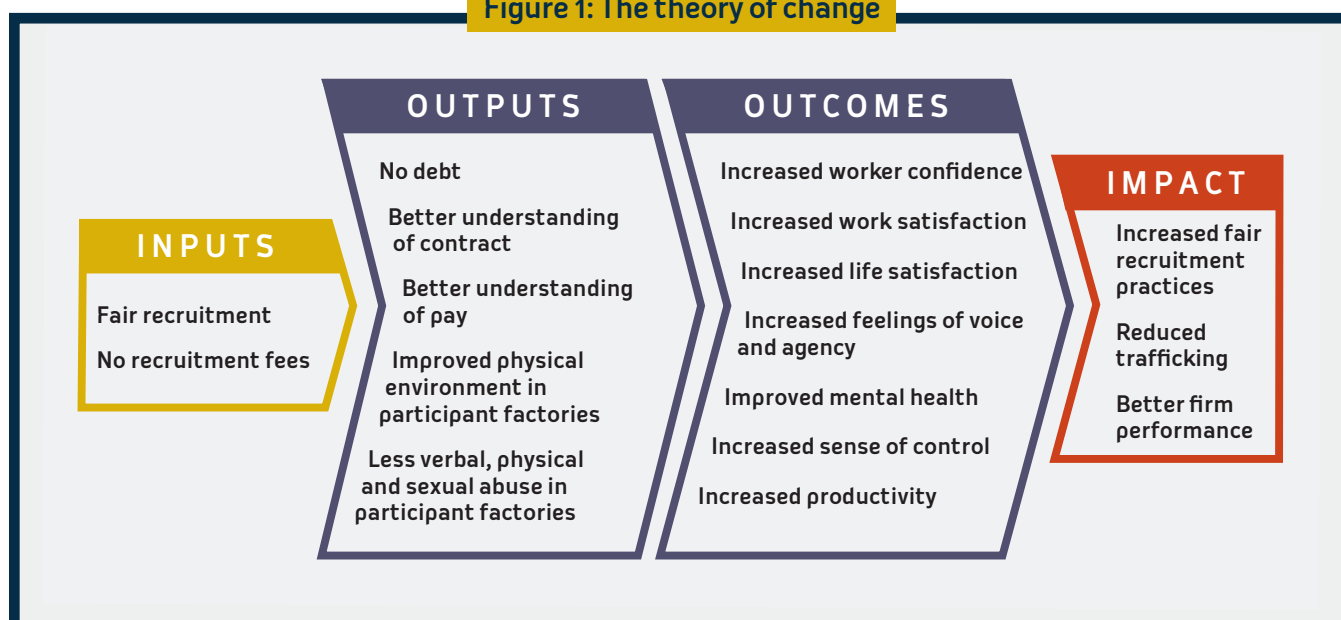 Figure 1: The theory of change
INPUTS
Fair recruitment
No recruitment fees
OUTPUTS
No debt
Better understanding
of contract
Better understanding
of pay
Improved physical
environment in
participant factories
Less verbal, physical
and sexual abuse in
participant factories
OUTCOMES
Increased worker confidence
Increased work satisfaction
Increased life satisfaction
Increased feelings of voice
and agency
Improved mental health
Increased sense of control
Increased productivity
IMPACT
Increased fair
recruitment
practices
Reduced
trafficking
Better firm
performance